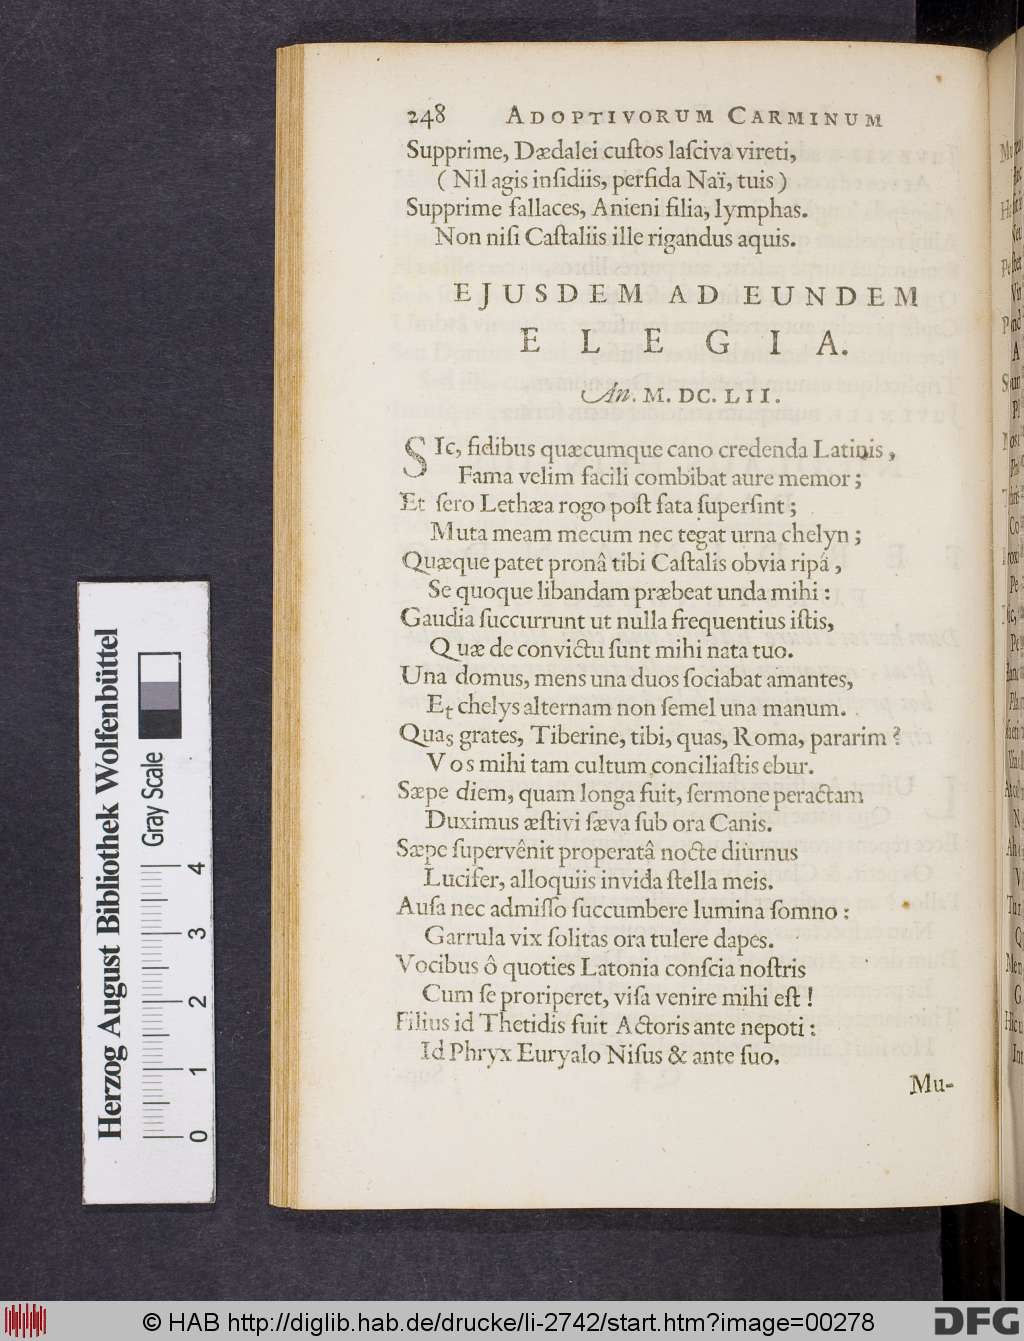 248 ADOPTIVORUM CARMINUM
Supprime, Dædalei cuſtos laſciva vireti,
( Nil agis inſidiis, perfida Naï, tuis )
Supprime fallaces, Anieni filia, lymphas.
Non niſi Caſtaliis ille rigandus aquis.
EJUSDEM AD EUNDEM
ELEGIA.
An. M. DC. LII.
SIc, fidibus quæcumque cano credenda Latinis,
Fama velim facili combibat aure memor;
Et ſero Lethæa rogo poſt fata ſuperſint;
Muta meam mecum nec tegat urna chelyn;
Quæque patet pronâ tibi Caſtalis obvia ripâ,
Se quoque libandam præbeat unda mihi:
Gaudia ſuccurrunt ut nulla frequentius iſtis,
Quæ de convictu ſunt mihi nata tuo.
Una domus, mens una duos ſociabat amantes,
Et chelys alternam non ſemel una manum.
Quas grates, Tiberine, tibi, quas, Roma, pararim?
Vos mihi tam cultum conciliaſtis ebur.
Sæpe diem, quam longa fuit, ſermone peractam
Duximus æſtivi ſæva ſub ora Canis.
Sæpe ſupervênit properatâ nocte diurnus
Lucifer, alloquiis invida ſtella meis.
Auſa nec admiſſo ſuccumbere lumina ſomno:
Garrula vix ſolitas ora tulere dapes.
Vocibus ô quoties Latonia conſcia noſtris
Cum ſe proriperet, viſa venire mihi eſt!
Filius id Thetidis fuit Actoris ante nepoti:
Id Phryx Euryalo Niſus & ante ſuo.
Mu-
Herzog August Bibliothek Wolfenbüttel
Gray Scale
0 1 2 3 4
© HAB http://diglib.hab.de/drucke/li-2742/start.htm?image=00278
DFG